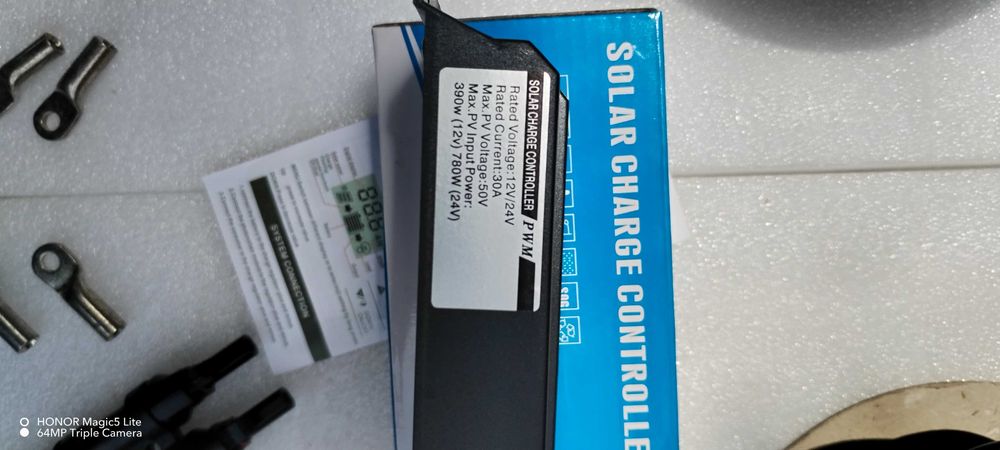 SOLAR CHARGE CONTROLLER PWM
Rated Voltage:12V/24V
Rated Current:30A
Max.PV Voltage:50V
Max.PV Input Power:
390w (12v) 780W (24V)
SOLAR CHARGE CONTROLLE
SYSTEM CONNECTION
HONOR Magic5 Lite
64MP Triple Camera